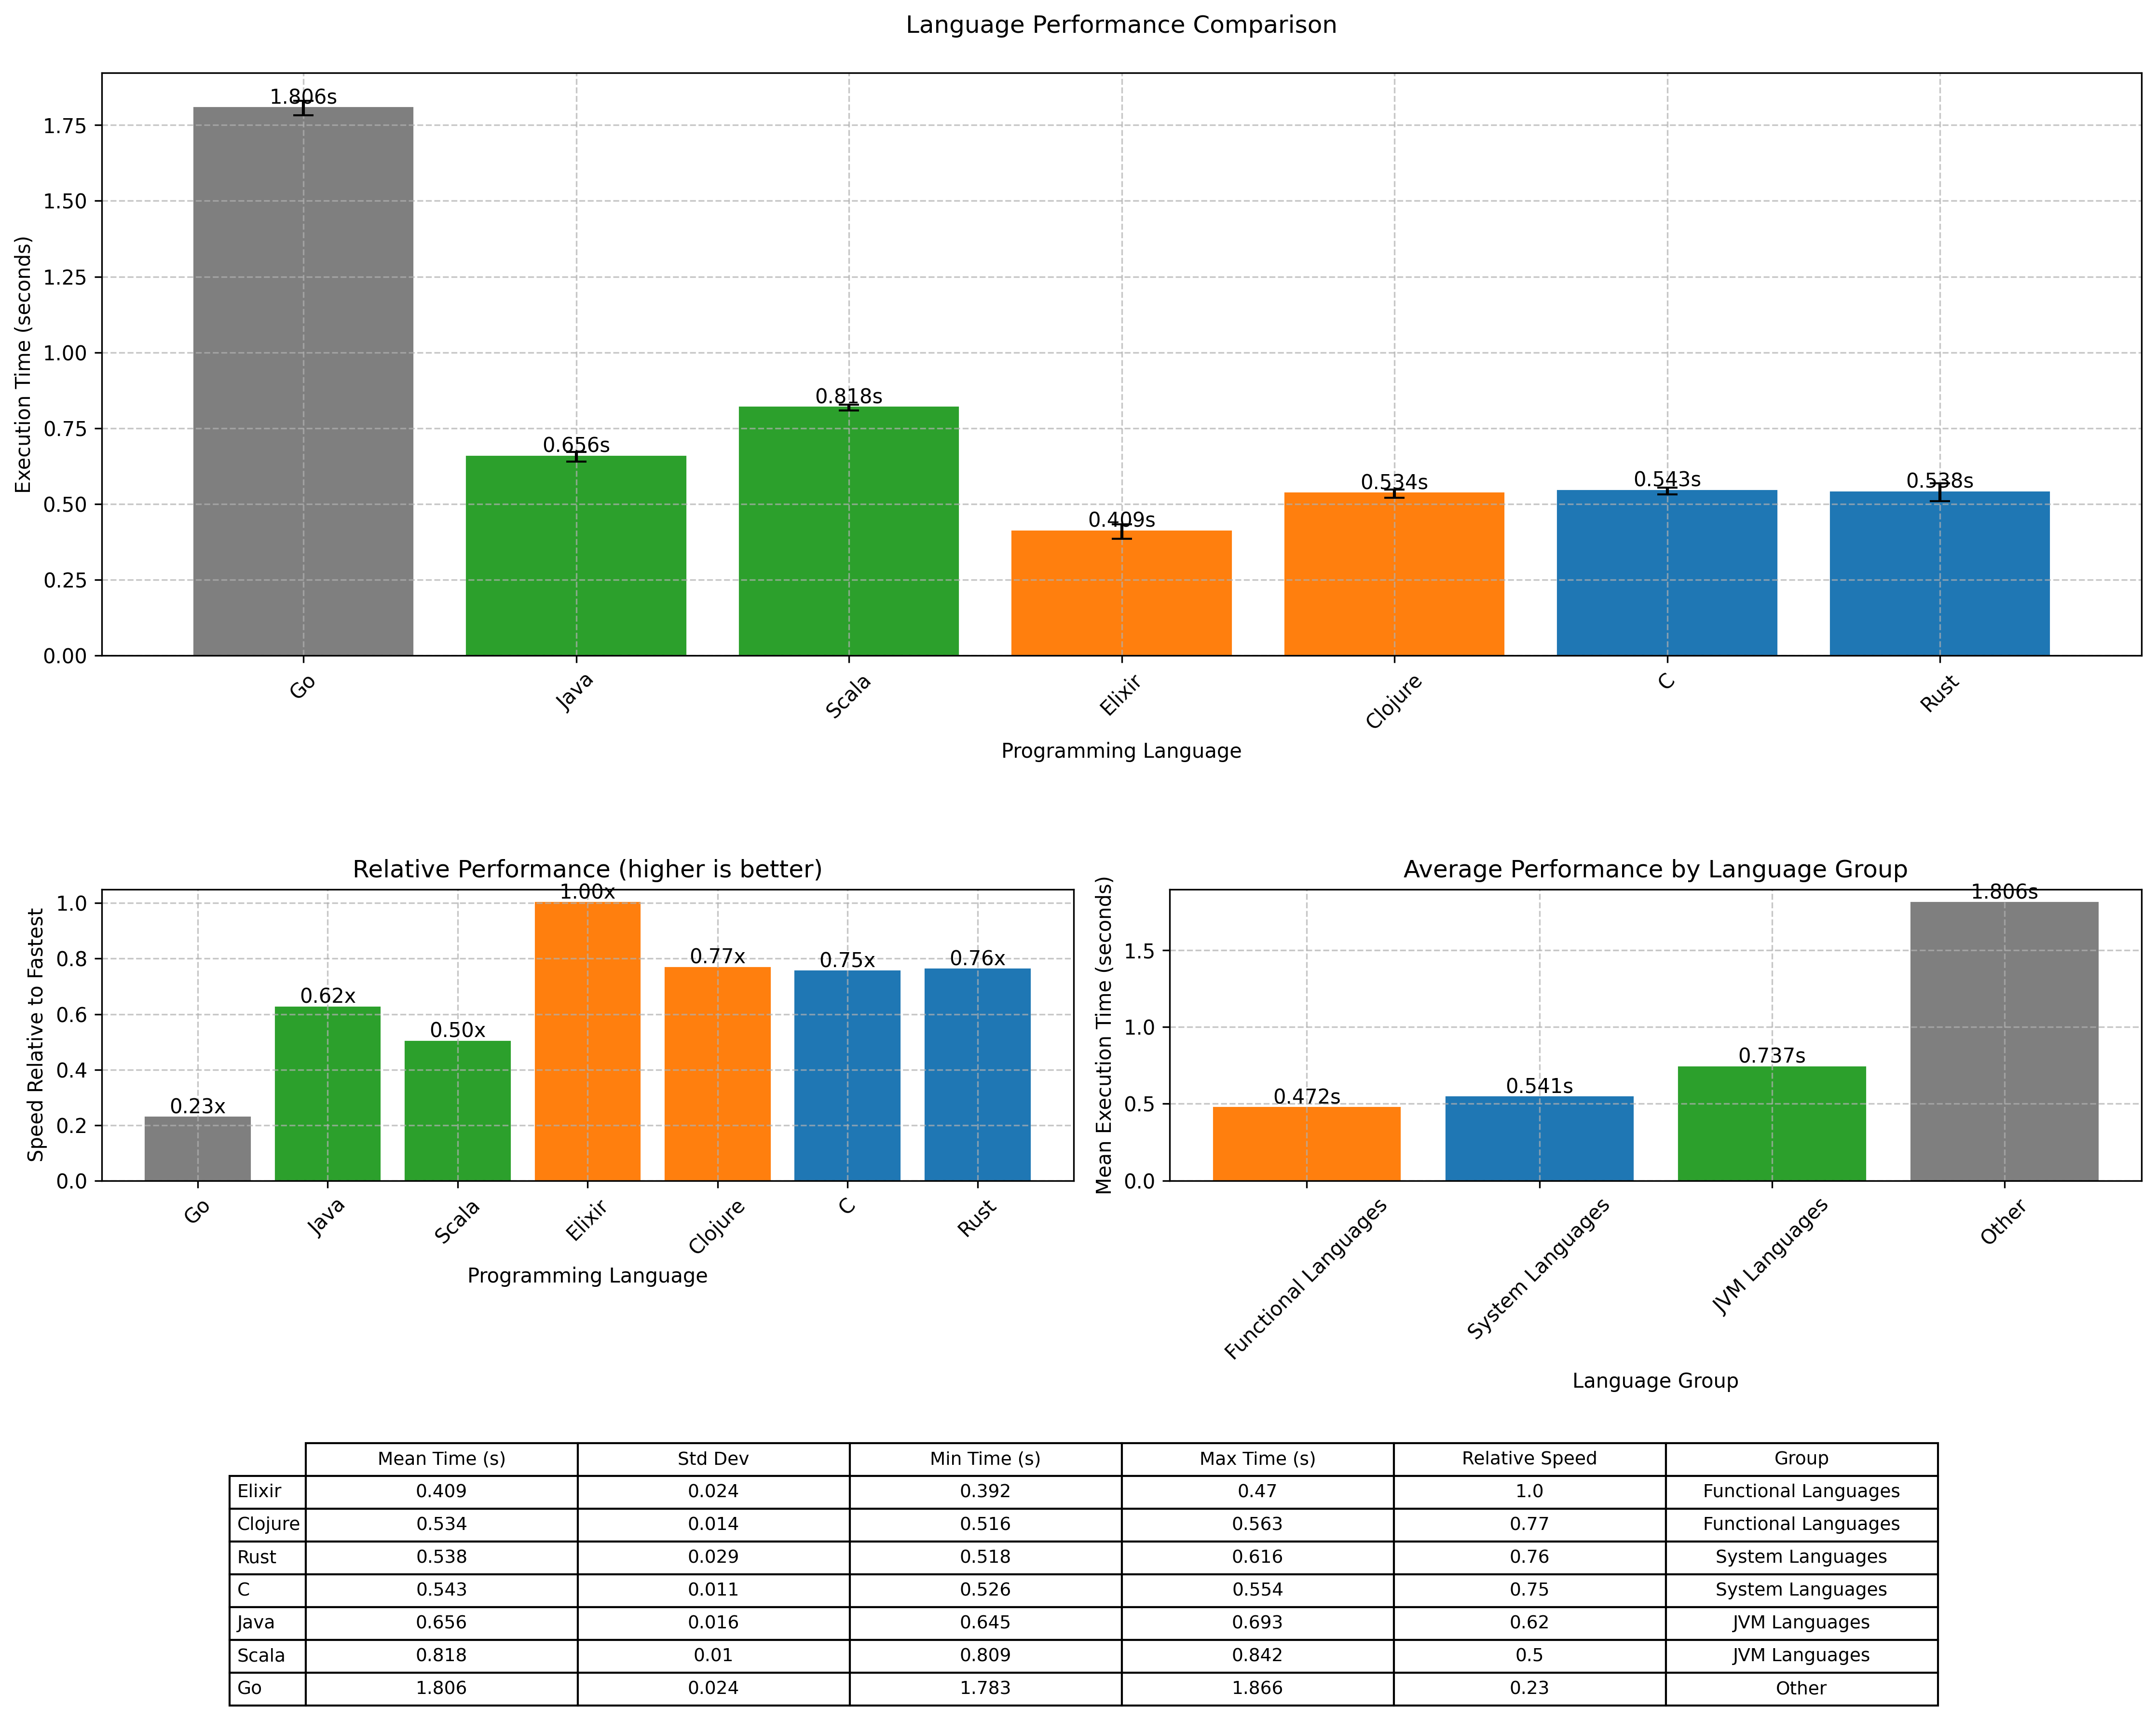 Language Performance Comparison
Execution Time (seconds)
1.75
1.50
1.25
1.00
0.75
0.50
0.25
0.00
1.806s
0.656s
0.818s
0.409s
0.534s
0.543s
0.538s
Go
Java
Scala
Elixir
Clojure
C
Rust
Programming Language
Relative Performance (higher is better)
Speed Relative to Fastest
1.0
0.8
0.6
0.4
0.2
0.0
0.23x
0.62x
0.50x
1.00x
0.77x
0.75x
0.76x
Go
Java
Scala
Elixir
Clojure
C
Rust
Programming Language
Average Performance by Language Group
Mean Execution Time (seconds)
1.5
1.0
0.5
0.0
0.472s
0.541s
0.737s
1.806s
Functional Languages
System Languages
JVM Languages
Other
Language Group
Mean Time (s) Std Dev Min Time (s) Max Time (s) Relative Speed Group
Elixir 0.409 0.024 0.392 0.47 1.0 Functional Languages
Clojure 0.534 0.014 0.516 0.563 0.77 Functional Languages
Rust 0.538 0.029 0.518 0.616 0.76 System Languages
C 0.543 0.011 0.526 0.554 0.75 System Languages
Java 0.656 0.016 0.645 0.693 0.62 JVM Languages
Scala 0.818 0.01 0.809 0.842 0.5 JVM Languages
Go 1.806 0.024 1.783 1.866 0.23 Other